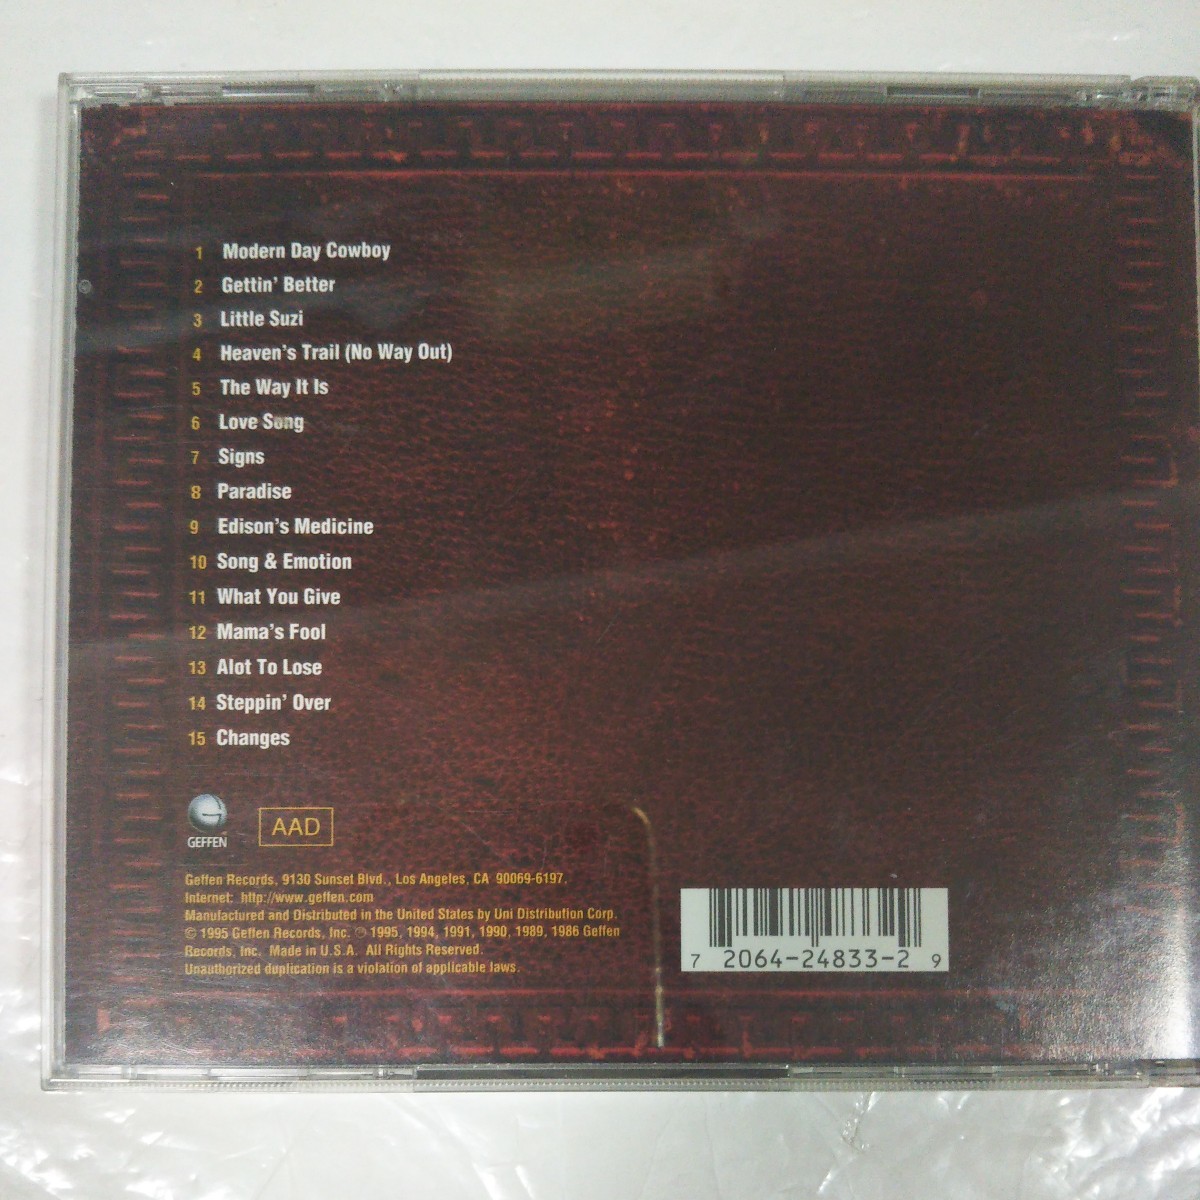 1 Modern Day Cowboy
2 Gettin' Better
3 Little Suzi
4 Heaven's Trail (No Way Out)
5 The Way It Is
6 Love Song
7 Signs
8 Paradise
9 Edison's Medicine
10 Song & Emotion
11 What You Give
12 Mama's Fool
13 Alot To Lose
14 Steppin' Over
15 Changes
GEFFEN
AAD
Geffen Records, 9130 Sunset Blvd., Los Angeles, CA 90069-6197.
Internet: http://www.geffen.com
Manufactured and Distributed in the United States by Uni Distribution Corp.
© 1995 Geffen Records, Inc. ℗ 1995, 1994, 1991, 1990, 1989, 1986 Geffen
Records, Inc. Made in U.S.A. All Rights Reserved.
Unauthorized duplication is a violation of applicable laws.
7 2064-24833-2 9